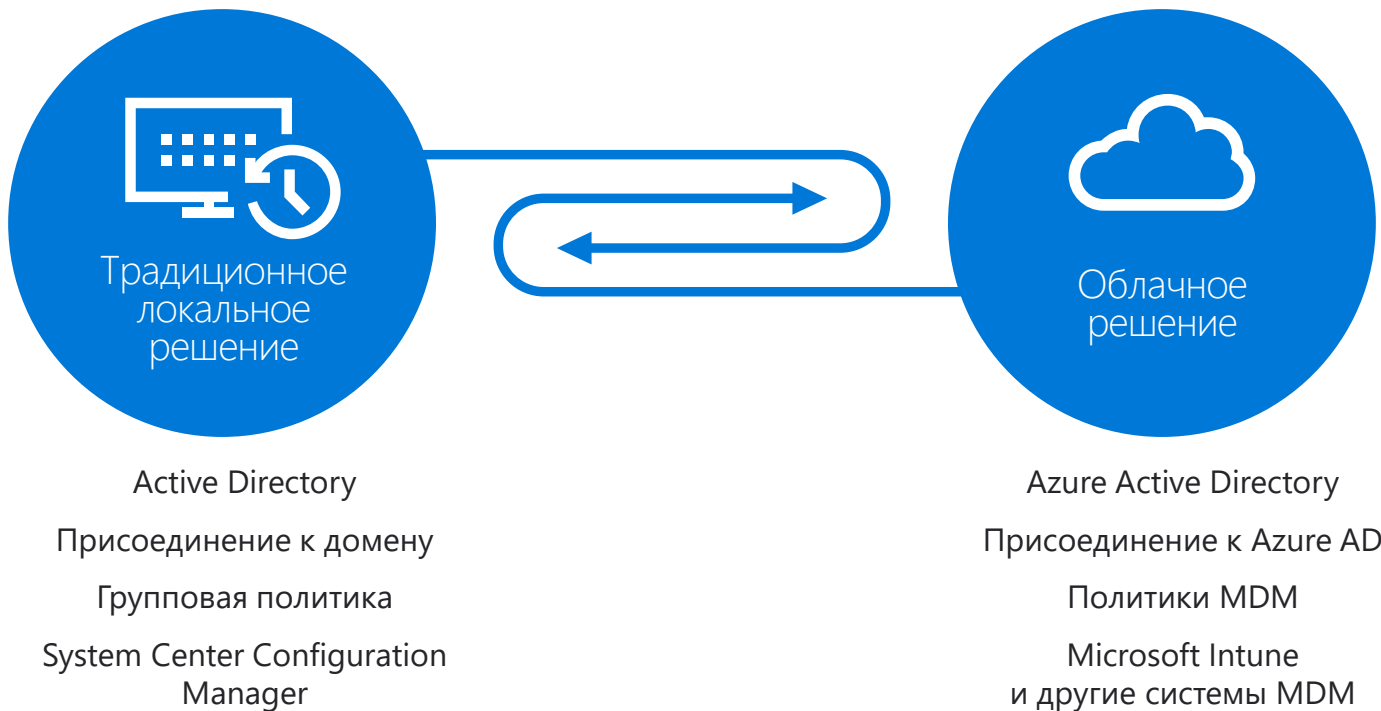 Традиционное
локальное
решение
Active Directory
Присоединение к домену
Групповая политика
System Center Configuration
Manager
Облачное
решение
Azure Active Directory
Присоединение к Azure AD
Политики MDM
Microsoft Intune
и другие системы MDM